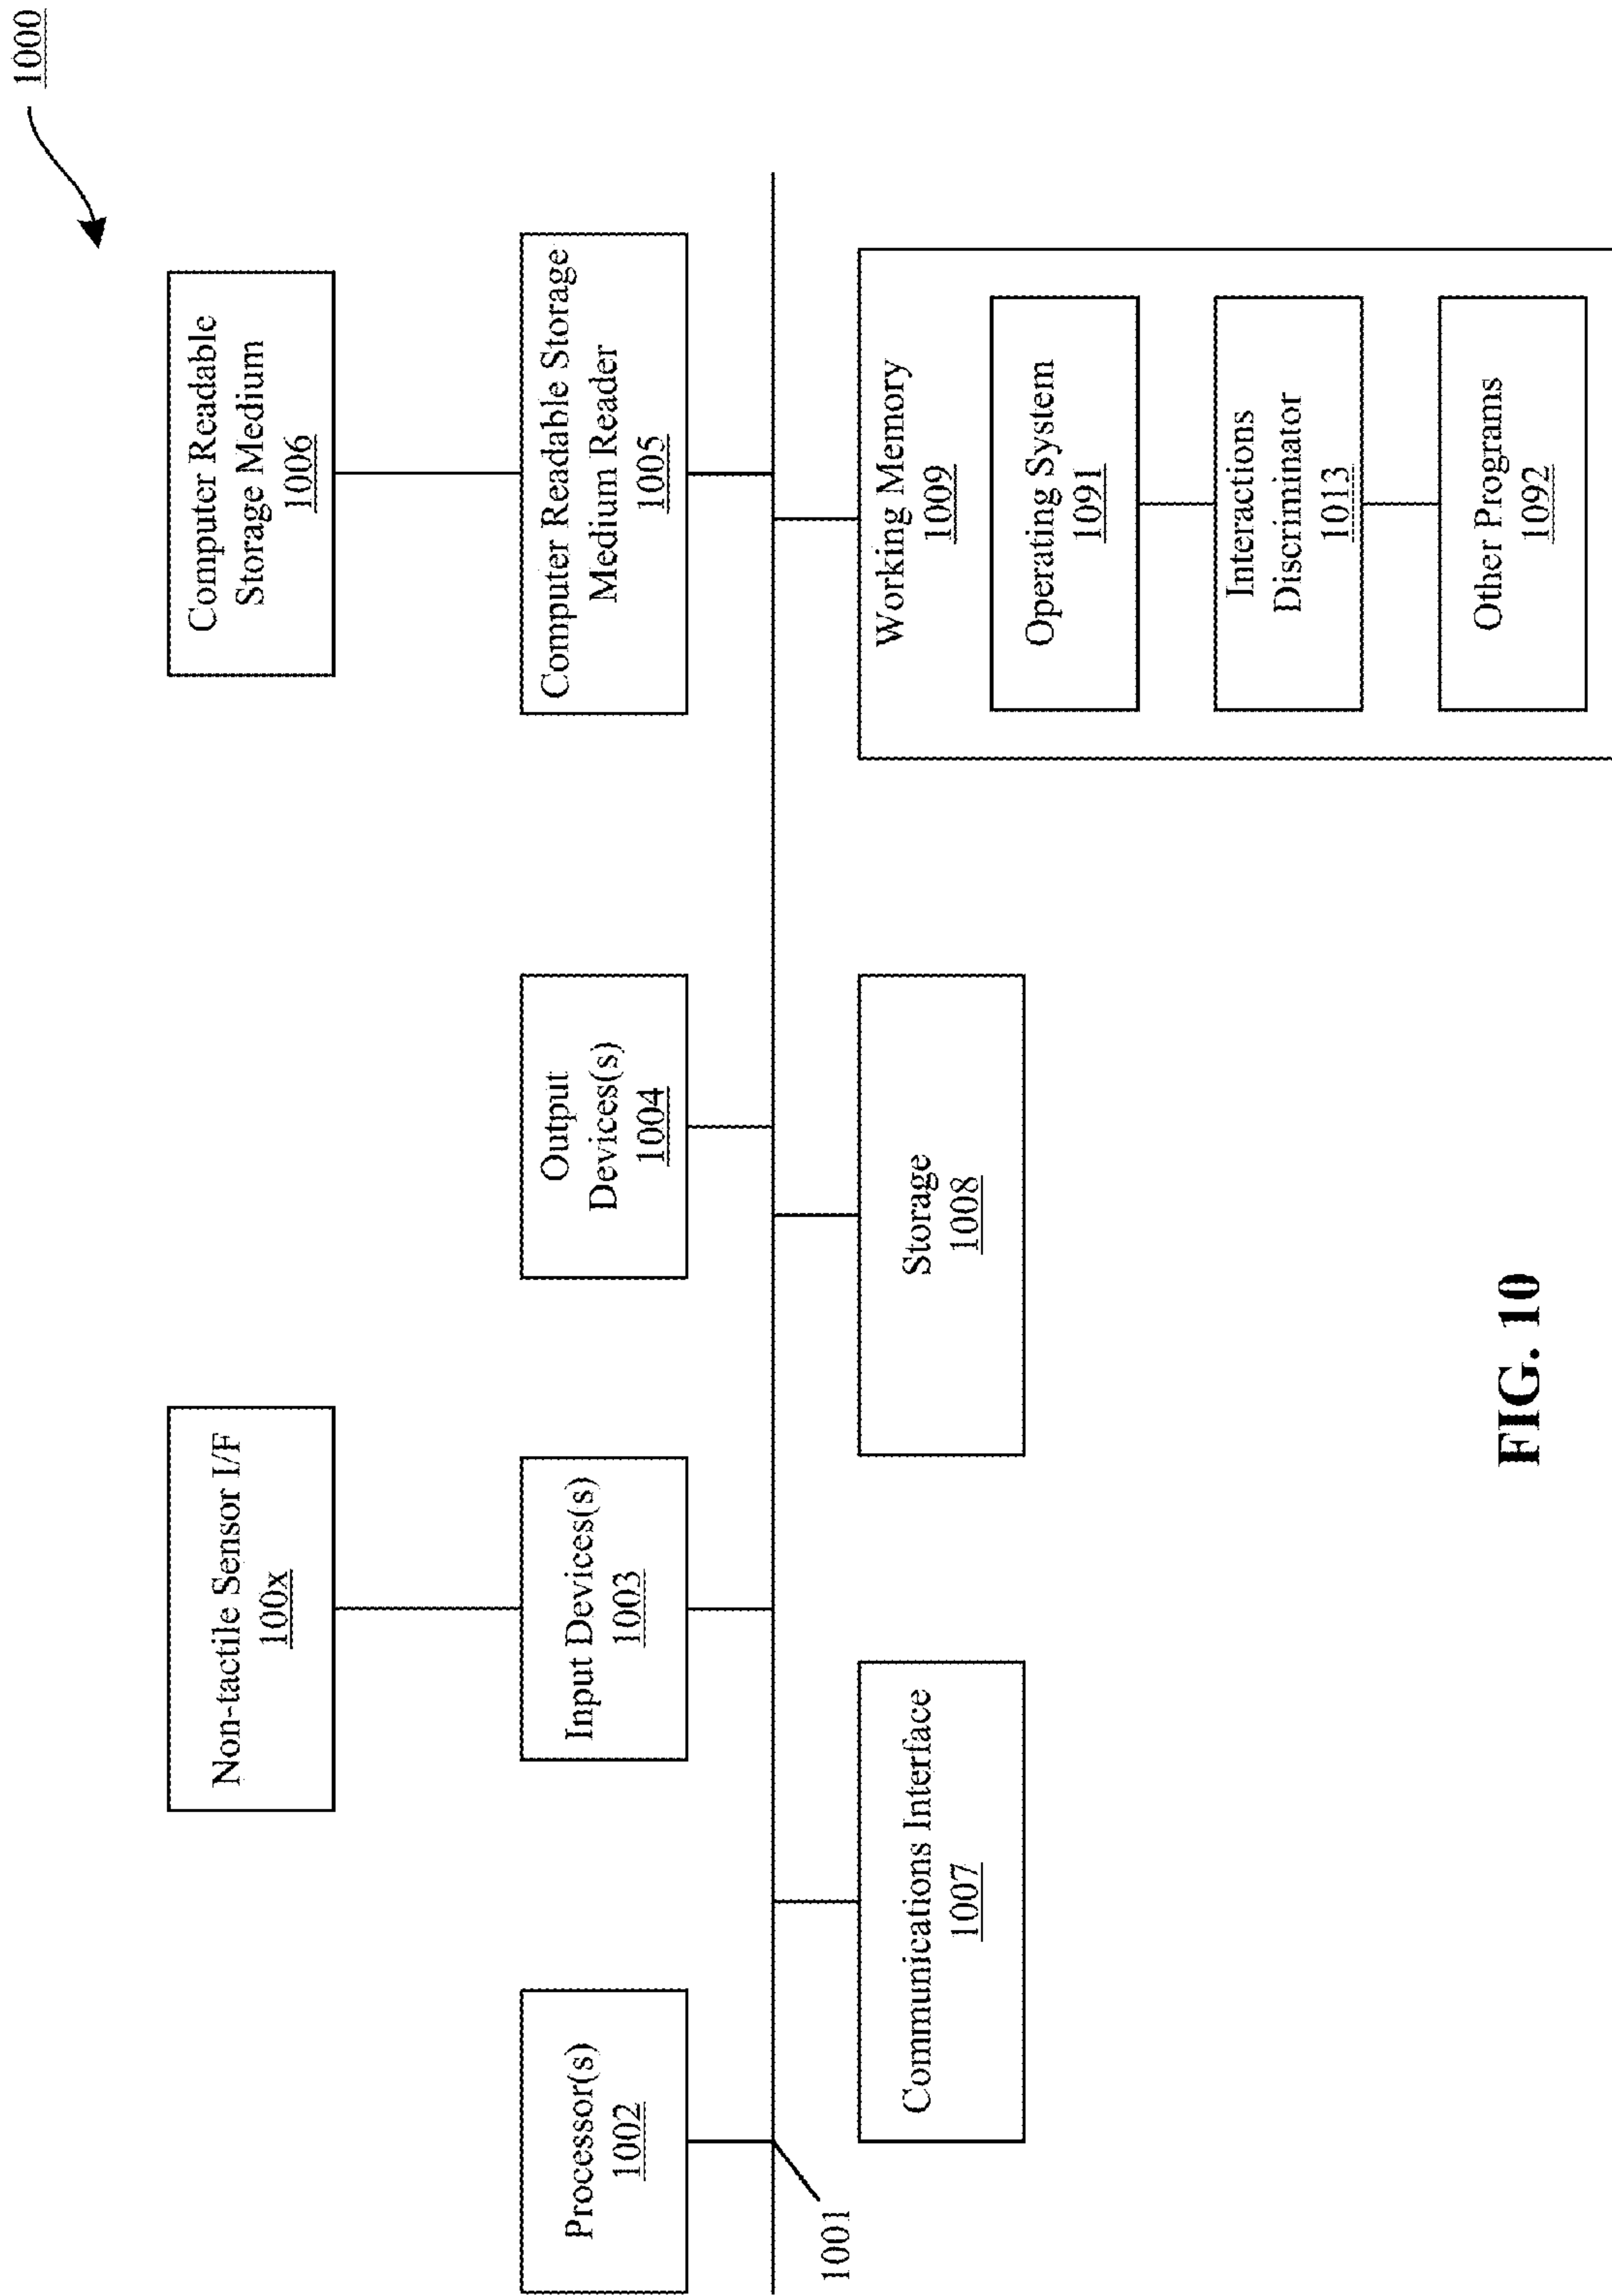 1000
Non-tactile Sensor I/F
100x
Computer Readable
Storage Medium
1006
Processor(s)
1002
Input Devices(s)
1003
Output
Devices(s)
1004
Computer Readable Storage
Medium Reader
1005
1001
Communications Interface
1007
Storage
1008
Working Memory
1009
Operating System
1091
Interactions
Discriminator
1013
Other Programs
1092
FIG. 10